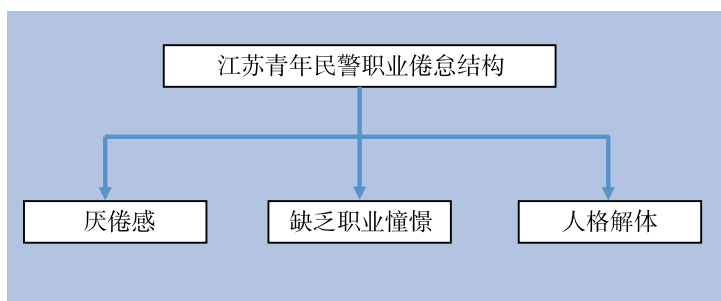 江苏青年民警职业倦怠结构
厌倦感
缺乏职业憧憬
人格解体